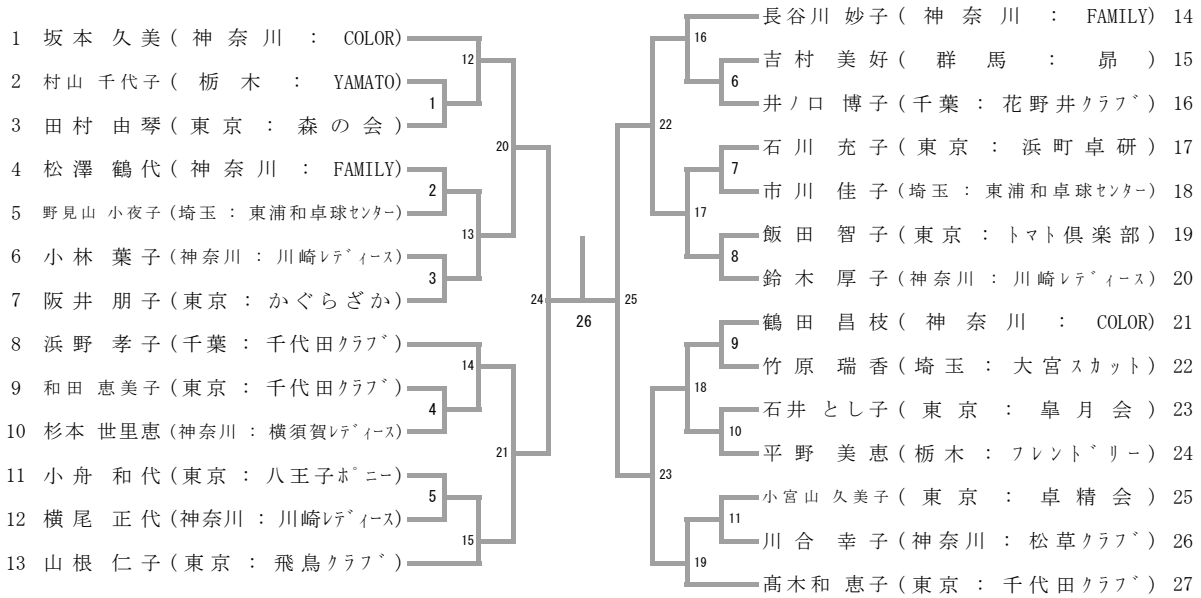 1 坂本 久美 (神奈川 : COLOR)
2 村山 千代子 (栃木 : YAMATO)
3 田村 由琴 (東京 : 森の会)
4 松澤 鶴代 (神奈川 : FAMILY)
5 野見山 小夜子 (埼玉 : 東浦和卓球ｾﾝﾀｰ)
6 小林 葉子 (神奈川 : 川崎ﾚﾃﾞｨｰｽ)
7 阪井 朋子 (東京 : かぐらざか)
8 浜野 孝子 (千葉 : 千代田ｸﾗﾌﾞ)
9 和田 恵美子 (東京 : 千代田ｸﾗﾌﾞ)
10 杉本 世里恵 (神奈川 : 横須賀ﾚﾃﾞｨｰｽ)
11 小舟 和代 (東京 : 八王子ﾎﾟﾆｰ)
12 横尾 正代 (神奈川 : 川崎ﾚﾃﾞｨｰｽ)
13 山根 仁子 (東京 : 飛鳥ｸﾗﾌﾞ)
12
1
20
2
13
3
24
14
4
21
5
15
26
16
6
22
7
17
8
25
9
18
10
23
11
19
長谷川 妙子 (神奈川 : FAMILY) 14
吉村 美好 (群馬 : 昴) 15
井ノ口 博子 (千葉 : 花野井ｸﾗﾌﾞ) 16
石川 充子 (東京 : 浜町卓研) 17
市川 佳子 (埼玉 : 東浦和卓球ｾﾝﾀｰ) 18
飯田 智子 (東京 : ﾄﾏﾄ倶楽部) 19
鈴木 厚子 (神奈川 : 川崎ﾚﾃﾞｨｰｽ) 20
鶴田 昌枝 (神奈川 : COLOR) 21
竹原 瑞香 (埼玉 : 大宮ｽｶｯﾄ) 22
石井 とし子 (東京 : 皐月会) 23
平野 美恵 (栃木 : ﾌﾚﾝﾄﾞﾘｰ) 24
小宮山 久美子 (東京 : 卓精会) 25
川合 幸子 (神奈川 : 松草ｸﾗﾌﾞ) 26
髙木和 恵子 (東京 : 千代田ｸﾗﾌﾞ) 27